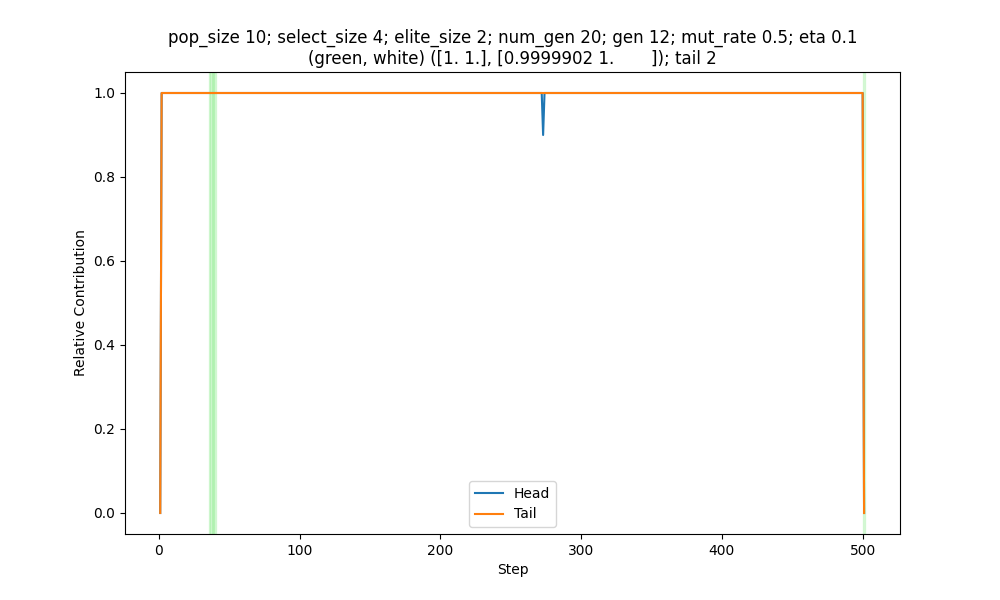 pop_size 10; select_size 4; elite_size 2; num_gen 20; gen 12; mut_rate 0.5; eta 0.1
(green, white) ([1. 1.], [0.9999902 1.        ]); tail 2
1.0
0.8
0.6
0.4
0.2
0.0
Relative Contribution
Head
Tail
0
100
200
300
400
500
Step